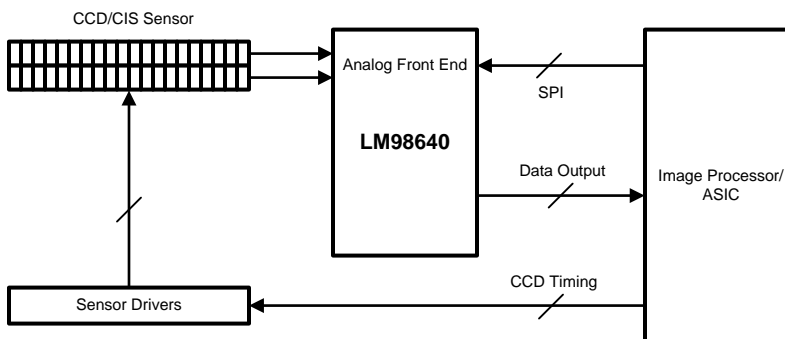 CCD/CIS Sensor
Analog Front End
LM98640
SPI
Data Output
Image Processor/
ASIC
CCD Timing
Sensor Drivers